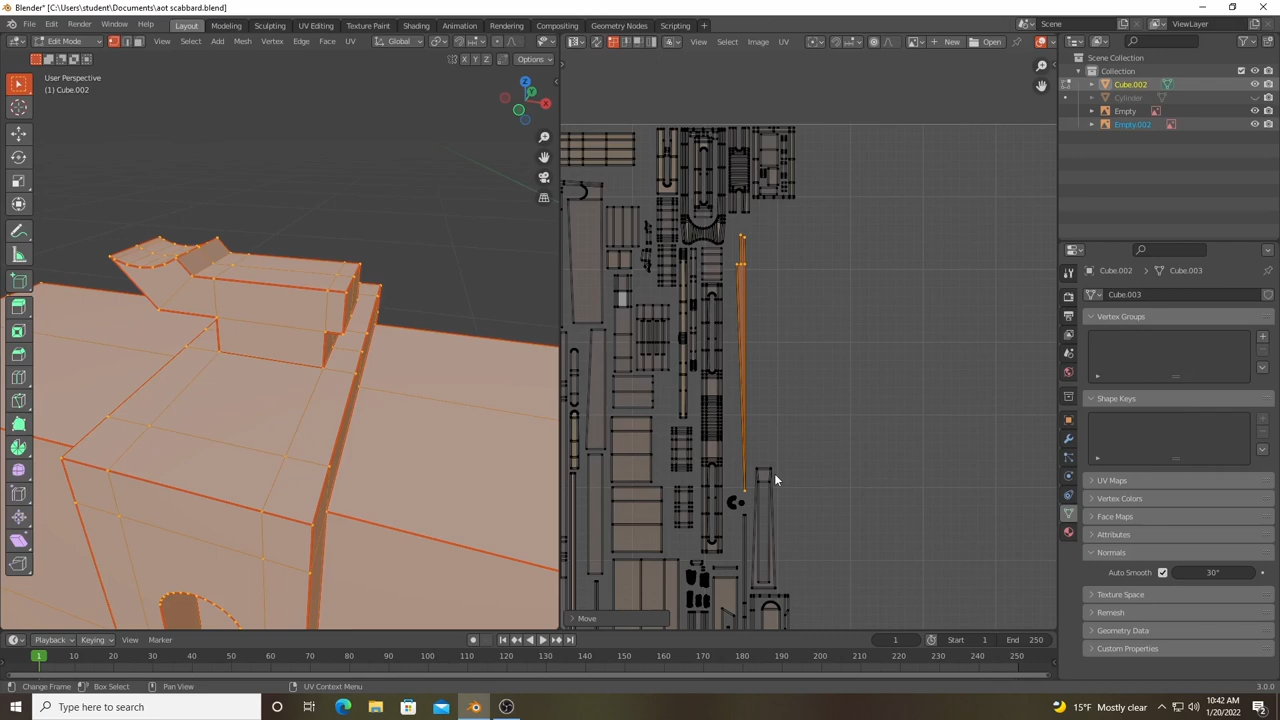 Blender* [C:\Users\student\Documents\aot scabbard.blend]
File Edit Render Window Help Layout Modeling Sculpting UV Editing Texture Paint Shading Animation Rendering Compositing Geometry Nodes Scripting Scene ViewLayer
Edit Mode View Select Add Mesh Vertex Edge Face UV Global View Select Image UV New Open
X Y Z Options
User Perspective
(1) Cube.002
Z
Y
X
Scene Collection
Collection
Cube.002
Cylinder
Empty
Empty.002
Cube.002 Cube.003
Cube.003
Vertex Groups
Shape Keys
UV Maps
Vertex Colors
Face Maps
Attributes
Normals
Auto Smooth 30°
Texture Space
Remesh
Geometry Data
Custom Properties
Move
Playback Keying View Marker 1 Start 1 End 250
1 10 20 30 40 50 60 70 80 90 100 110 120 130 140 150 160 170 180 190 200 210 220 230 240 250
Change Frame Box Select Pan View UV Context Menu 3.0.0
Type here to search 15°F Mostly clear 10:42 AM
1/20/2022 2